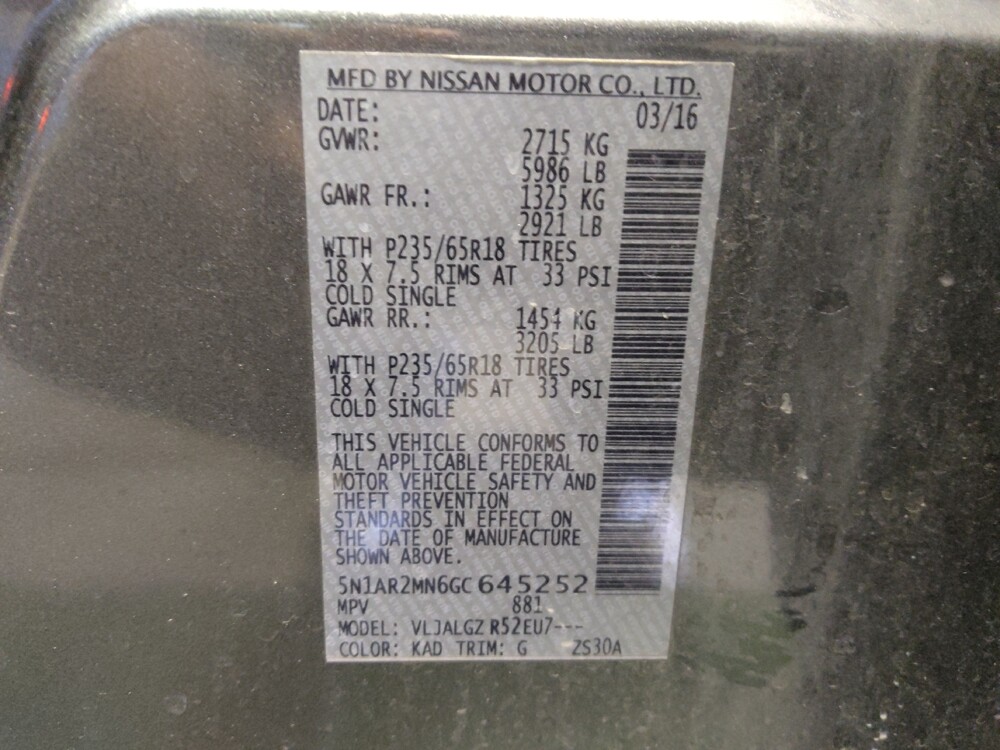 MFD BY NISSAN MOTOR CO., LTD.
DATE: 03/16
GVWR: 2715 KG
5986 LB
GAWR FR.: 1325 KG
2921 LB
WITH P235/65R18 TIRES
18 X 7.5 RIMS AT 33 PSI
COLD SINGLE
GAWR RR.: 1454 KG
3205 LB
WITH P235/65R18 TIRES
18 X 7.5 RIMS AT 33 PSI
COLD SINGLE
THIS VEHICLE CONFORMS TO
ALL APPLICABLE FEDERAL
MOTOR VEHICLE SAFETY AND
THEFT PREVENTION
STANDARDS IN EFFECT ON
THE DATE OF MANUFACTURE
SHOWN ABOVE.
5N1AR2MN6GC645252
MPV 881
MODEL: VLJALGZ R52EU7---
COLOR: KAD TRIM: G ZS30A